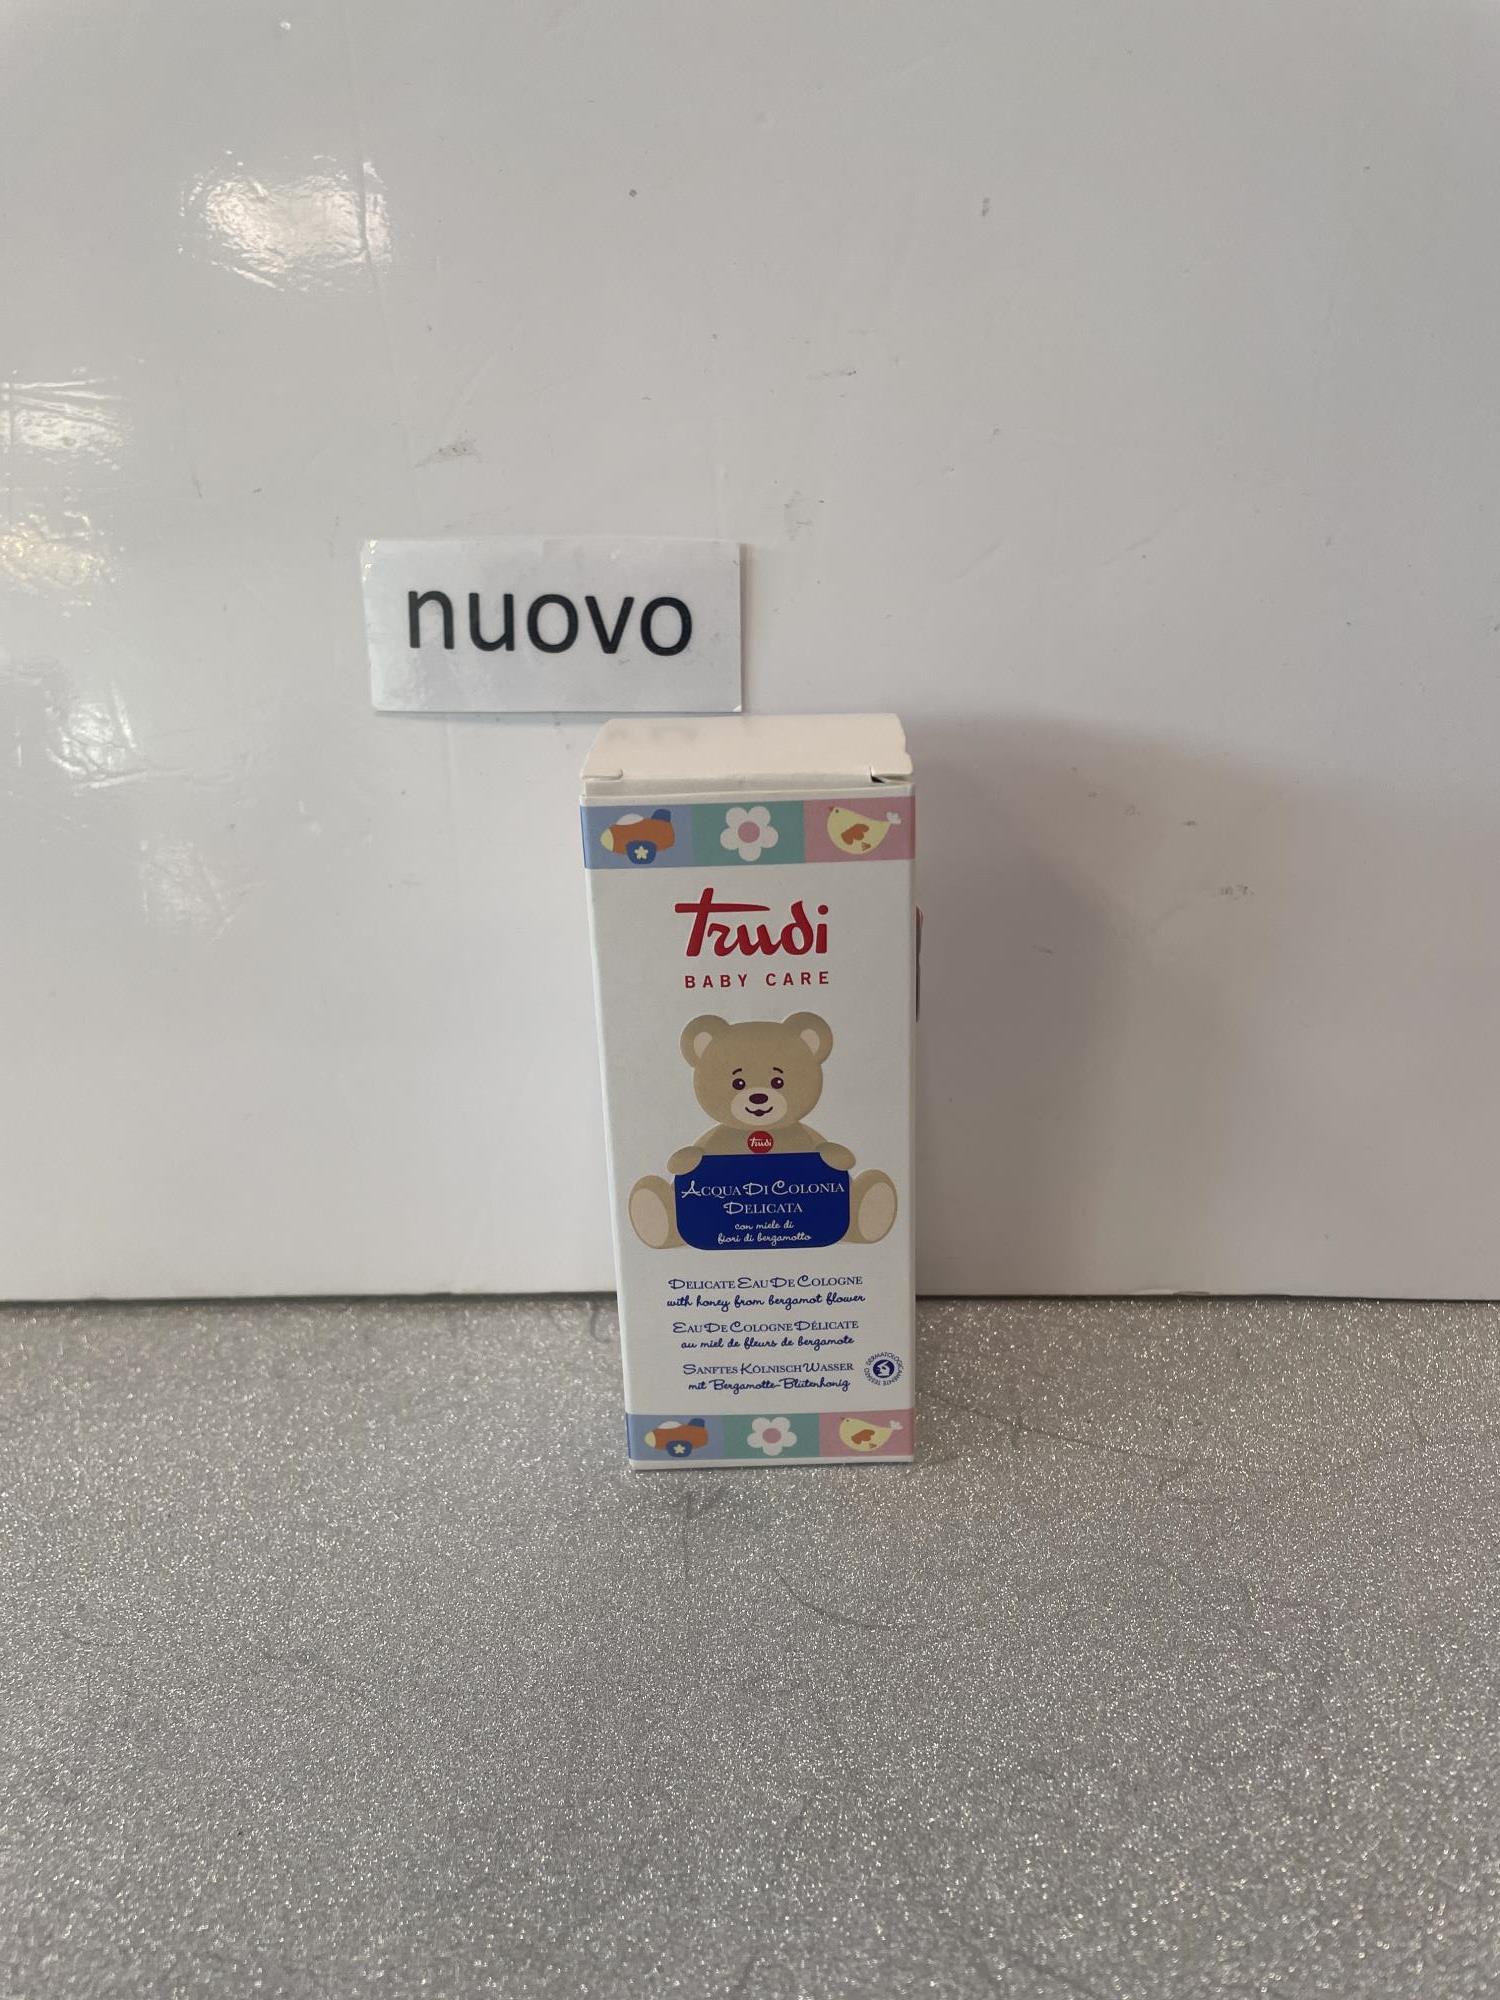 nuovo
Trudi
BABY CARE
Trudi
ACQUA DI COLONIA
DELICATA
con miele di
fiori di bergamotto
DELICATE EAU DE COLOGNE
with honey from bergamot flower
EAU DE COLOGNE DÉLICATE
au miel de fleurs de bergamote
SANFTES KÖLNISCH WASSER
mit Bergamotte-Blütenhonig
DERMATOLOGICAMENTE TESTATO